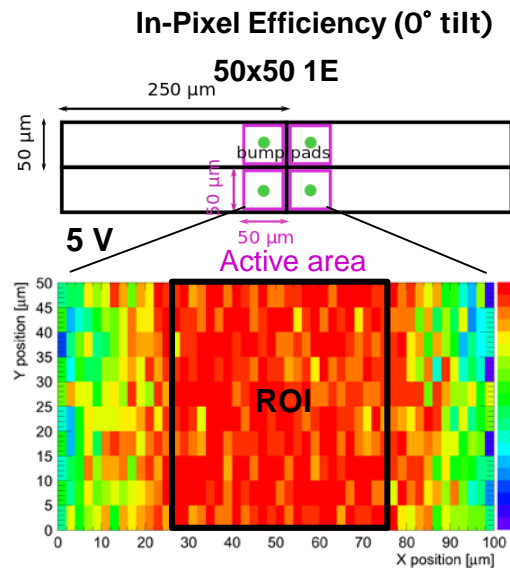 In-Pixel Efficiency (0° tilt)
50x50 1E
250 µm
50 µm
bump pads
50 µm
50 µm
5 V
Active area
Y position [µm]
50
45
40
35
30
25
20
15
10
5
0
ROI
0 10 20 30 40 50 60 70 80 90 100
X position [µm]